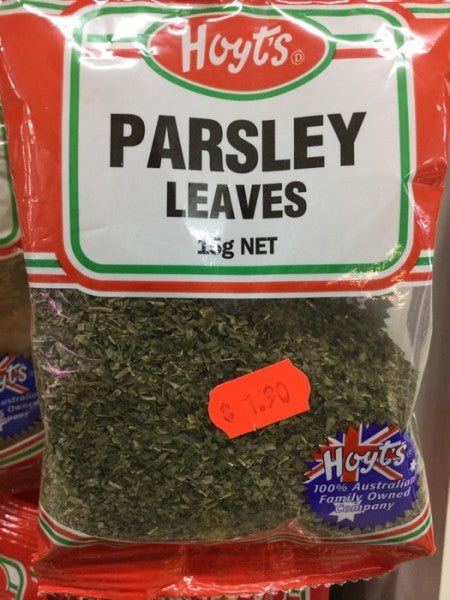 Hoyt's
PARSLEY
LEAVES
15g NET
$ 1.90
Hoyt's
100% Australian
Family Owned
Company